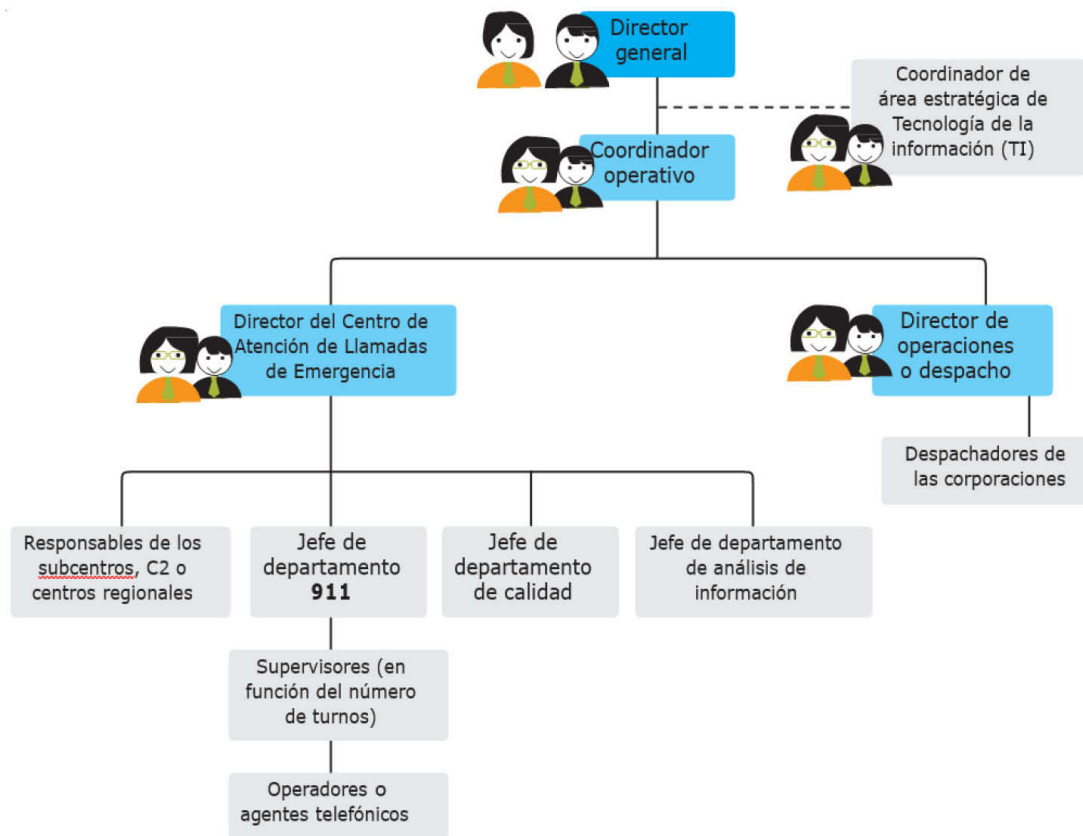 Director
general
Coordinador de
área estratégica de
Tecnología de la
información (TI)
Coordinador
operativo
Director del Centro de
Atención de Llamadas
de Emergencia
Director de
operaciones
o despacho
Despachadores de
las corporaciones
Responsables de los
subcentros, C2 o
centros regionales
Jefe de
departamento
911
Jefe de
departamento
de calidad
Jefe de departamento
de análisis de
información
Supervisores (en
función del número
de turnos)
Operadores o
agentes telefónicos